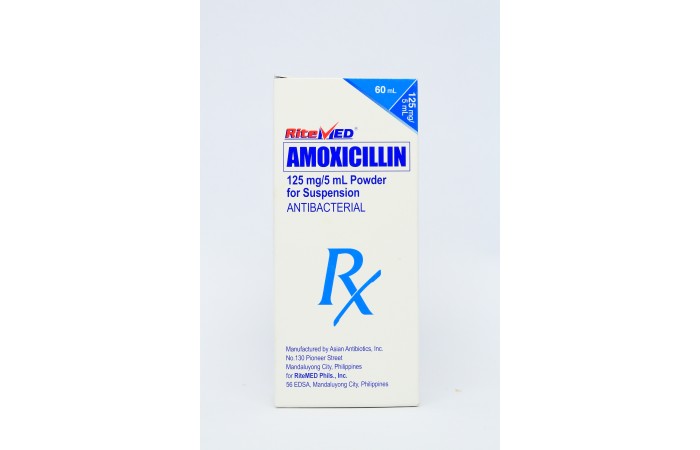 60 mL
125 mg/
5 mL
RiteMED®
AMOXICILLIN
125 mg/5 mL Powder
for Suspension
ANTIBACTERIAL
Rx
Manufactured by Asian Antibiotics, Inc.
No.130 Pioneer Street
Mandaluyong City, Philippines
for RiteMED Phils., Inc.
56 EDSA, Mandaluyong City, Philippines